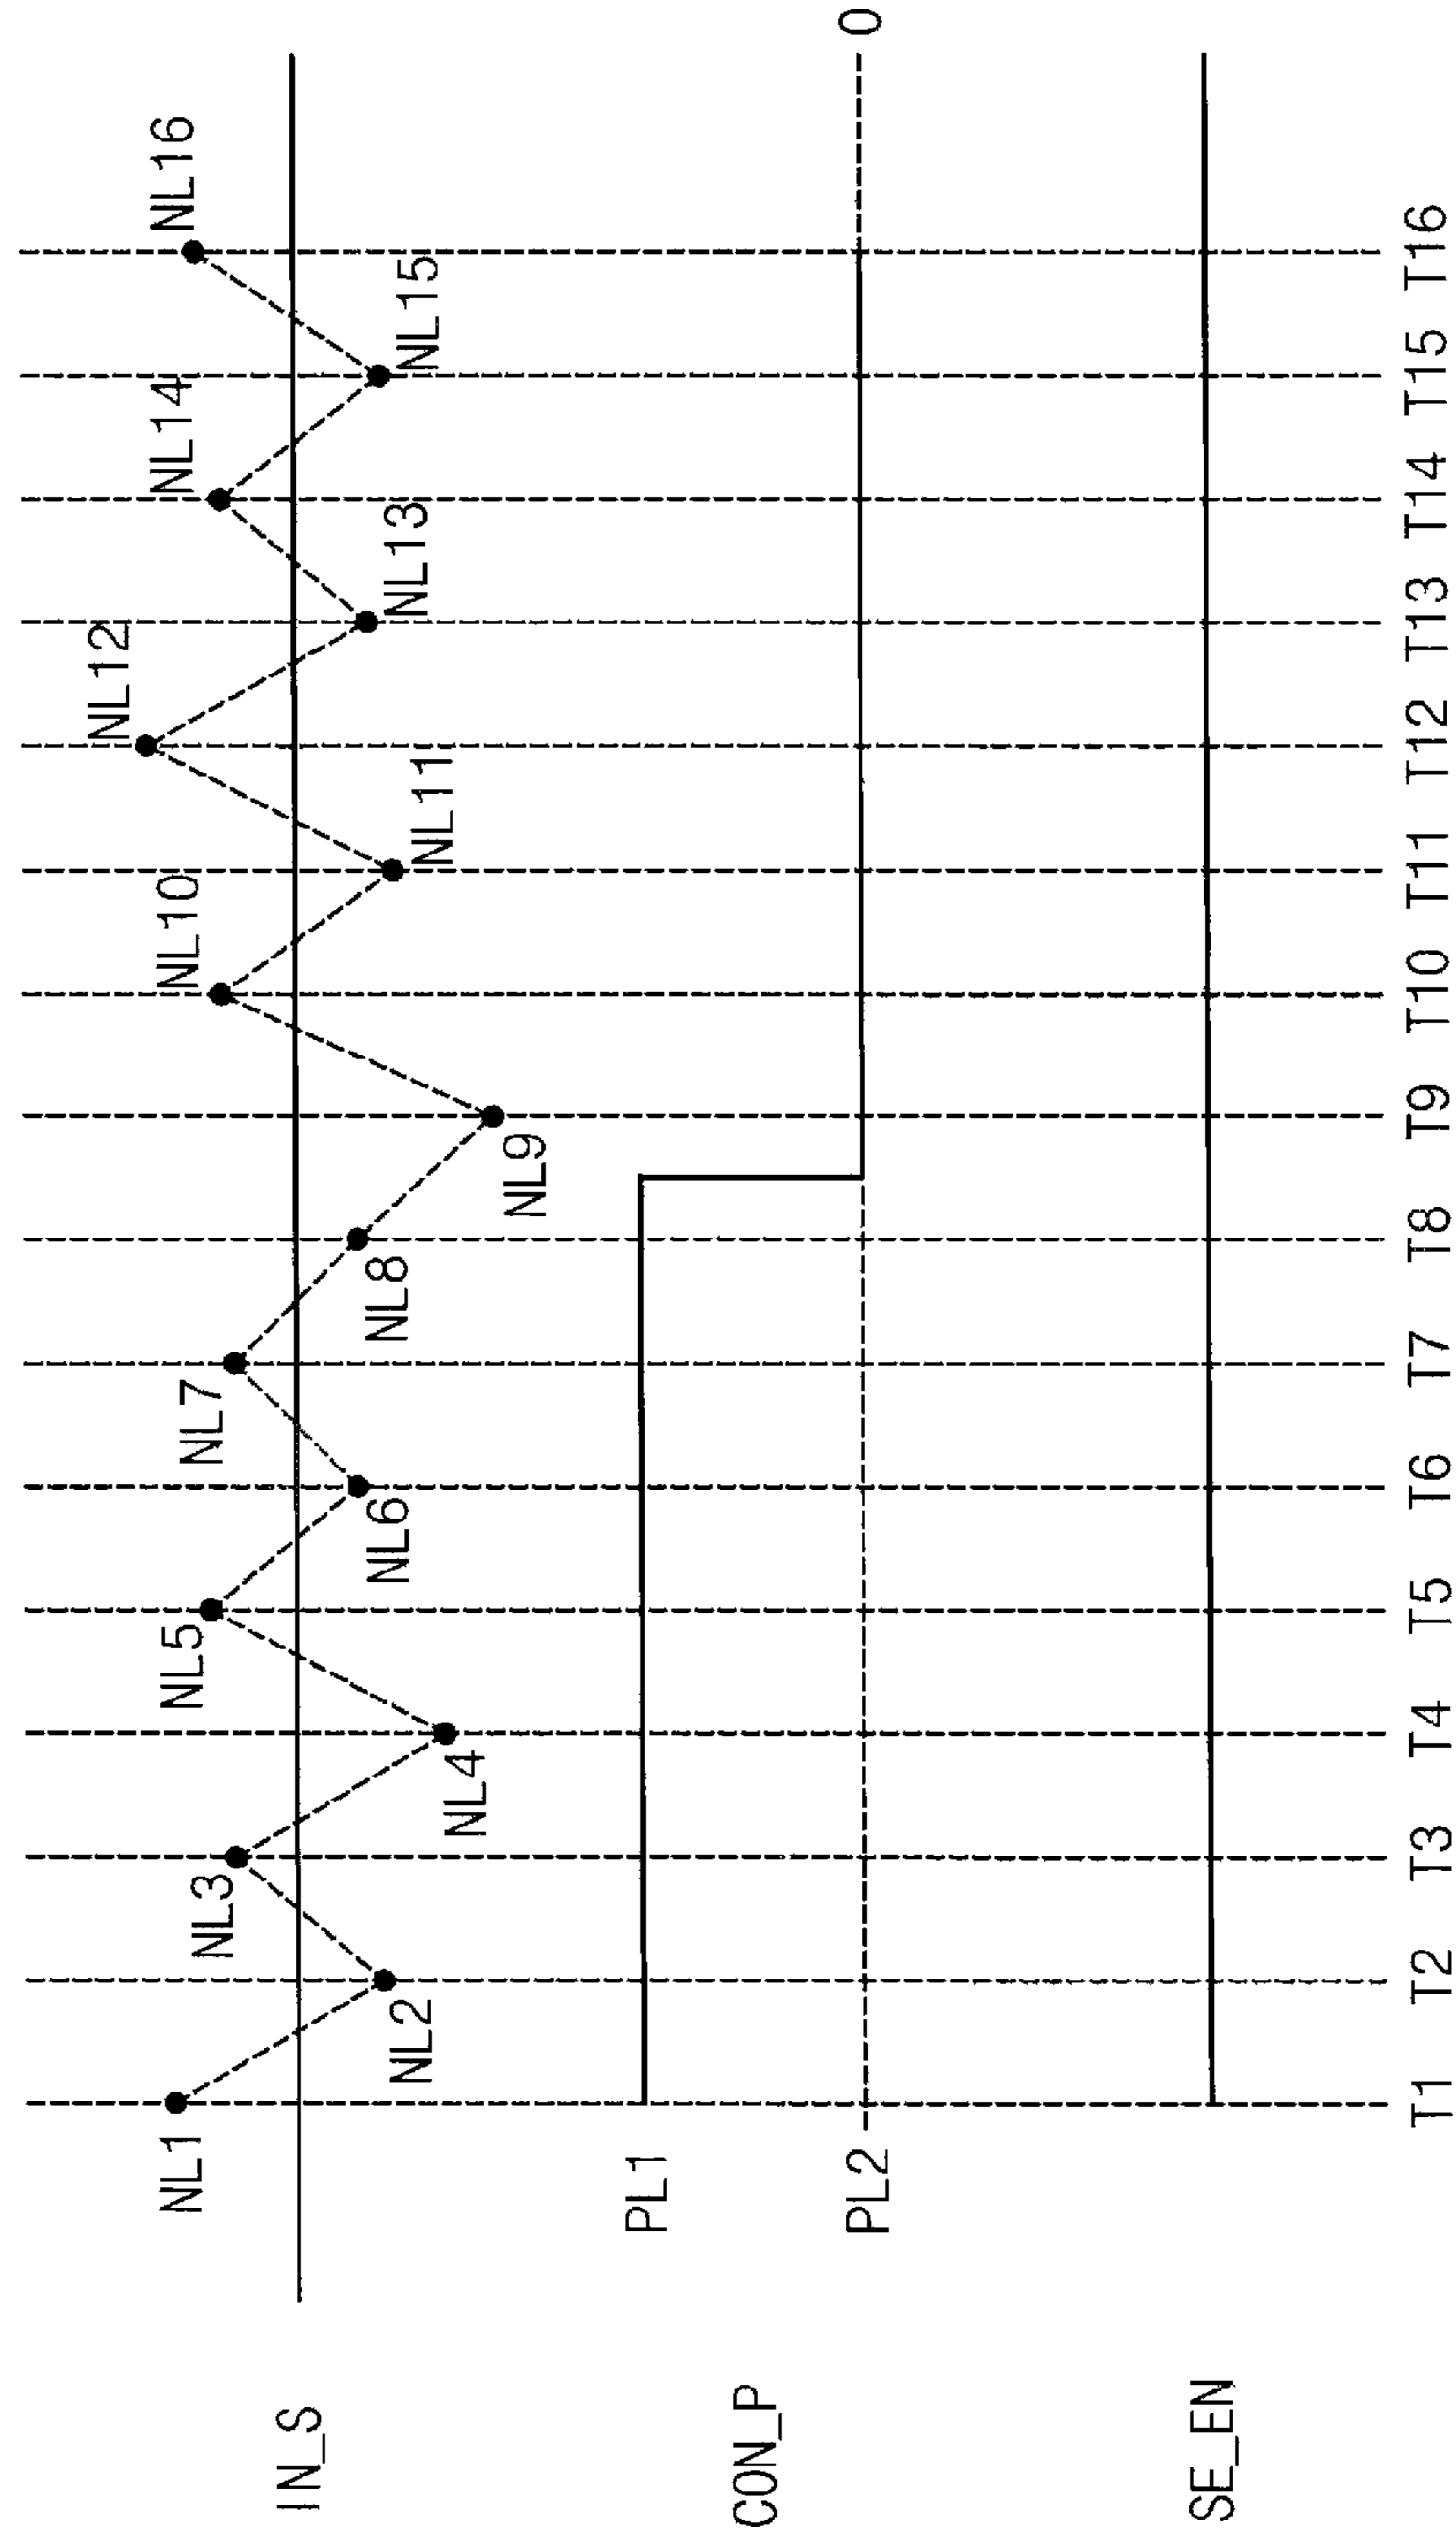 IN_S
NL1
NL2
NL3
NL4
NL5
NL6
NL7
NL8
NL9
NL10
NL11
NL12
NL13
NL14
NL15
NL16
CON_P
PL1
PL2
0
SE_EN
T1 T2 T3 T4 T5 T6 T7 T8 T9 T10 T11 T12 T13 T14 T15 T16